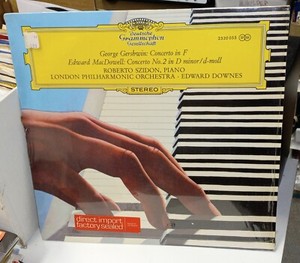 Deutsche
Grammophon
Gesellschaft
George Gershwin: Concerto in F
Edward MacDowell: Concerto No.2 in D minor/d-moll
ROBERTO SZIDON, PIANO
LONDON PHILHARMONIC ORCHESTRA · EDWARD DOWNES
STEREO
direct import
factory sealed